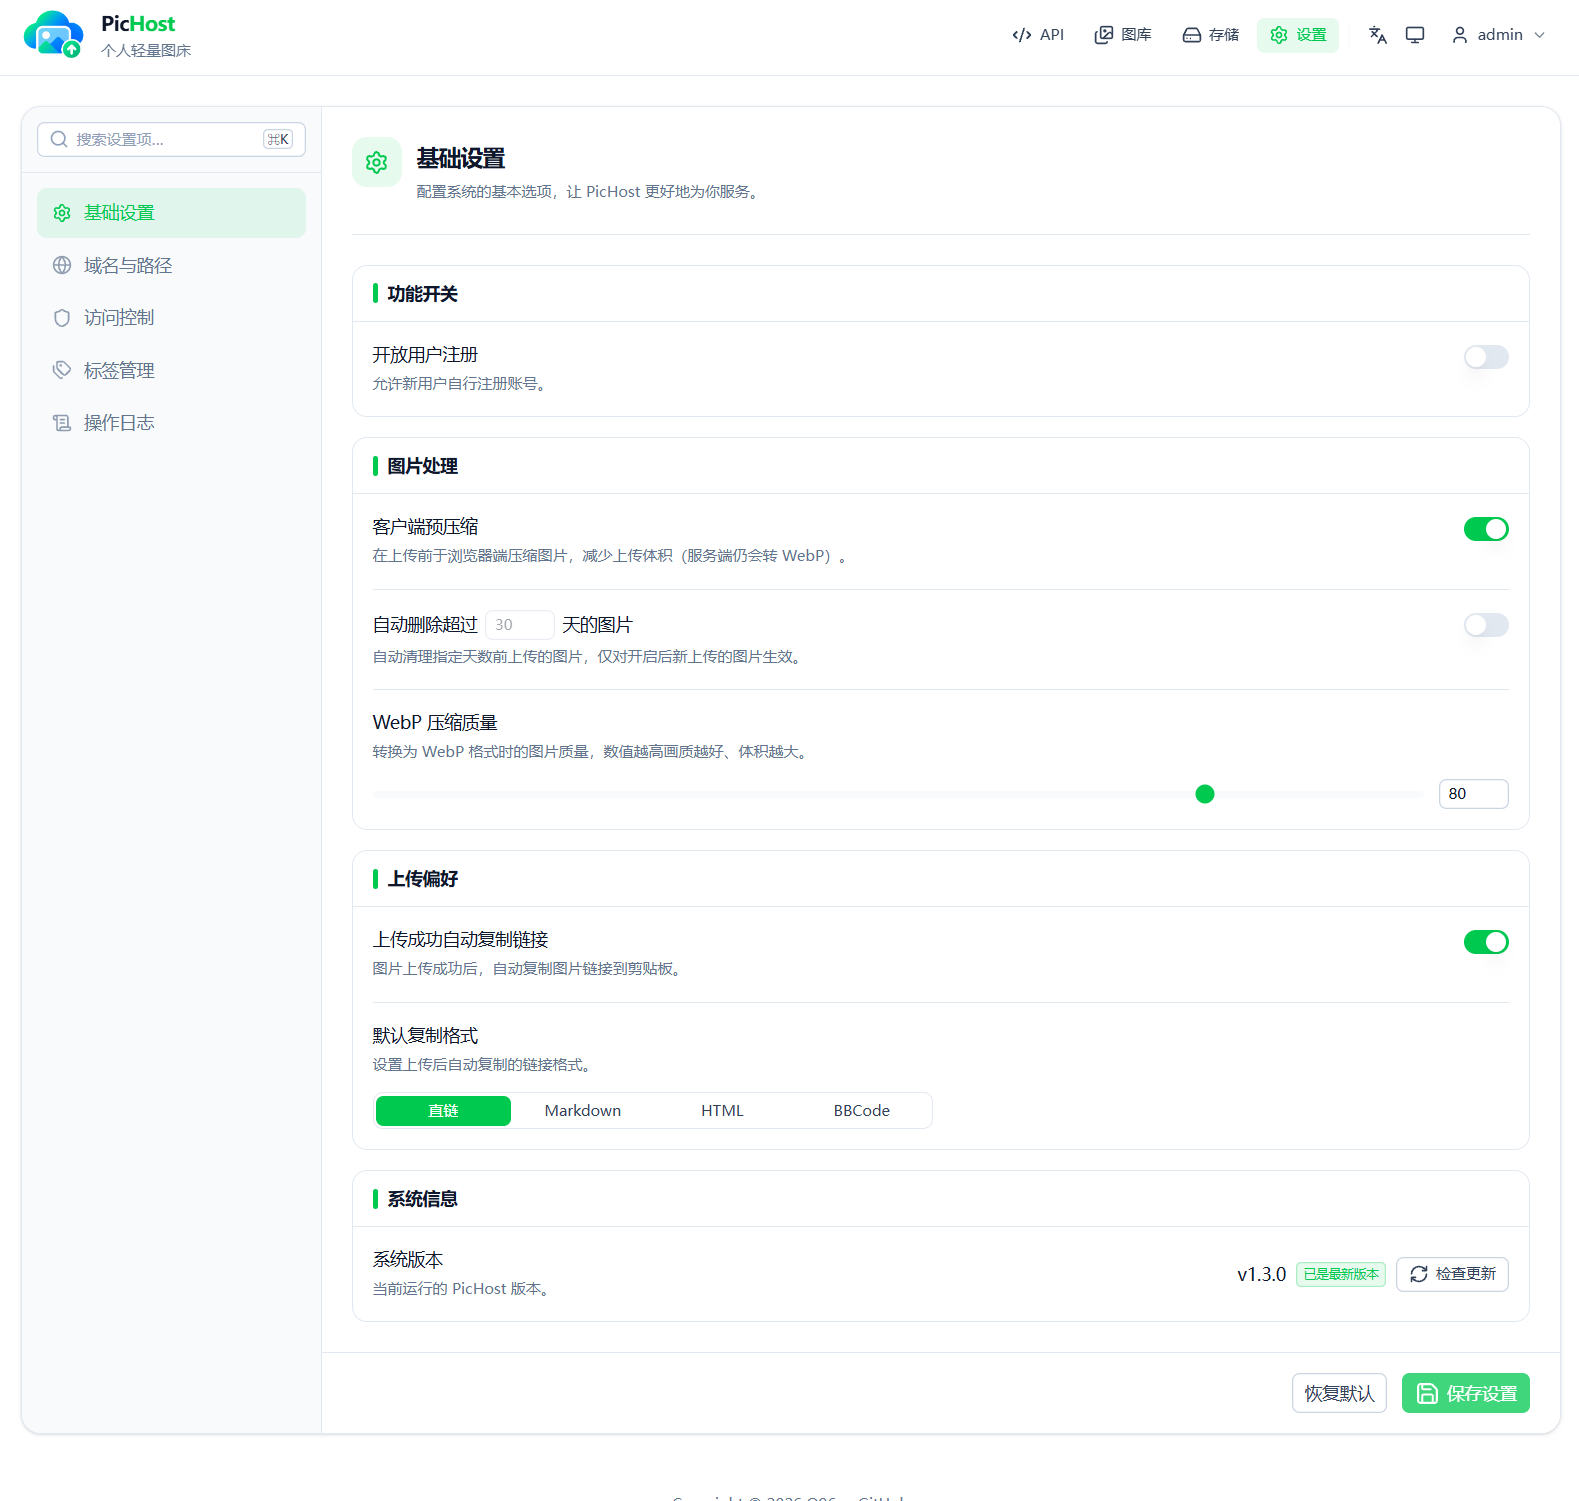 PicHost
个人轻量图床
API
图库
存储
设置
admin
搜索设置项...
⌘K
基础设置
域名与路径
访问控制
标签管理
操作日志
基础设置
配置系统的基本选项，让 PicHost 更好地为你服务。
功能开关
开放用户注册
允许新用户自行注册账号。
图片处理
客户端预压缩
在上传前于浏览器端压缩图片，减少上传体积（服务端仍会转 WebP）。
自动删除超过 30 天的图片
自动清理指定天数前上传的图片，仅对开启后新上传的图片生效。
WebP 压缩质量
转换为 WebP 格式时的图片质量，数值越高画质越好、体积越大。
80
上传偏好
上传成功自动复制链接
图片上传成功后，自动复制图片链接到剪贴板。
默认复制格式
设置上传后自动复制的链接格式。
直链 Markdown HTML BBCode
系统信息
系统版本
当前运行的 PicHost 版本。
v1.3.0 已是最新版本 检查更新
恢复默认 保存设置